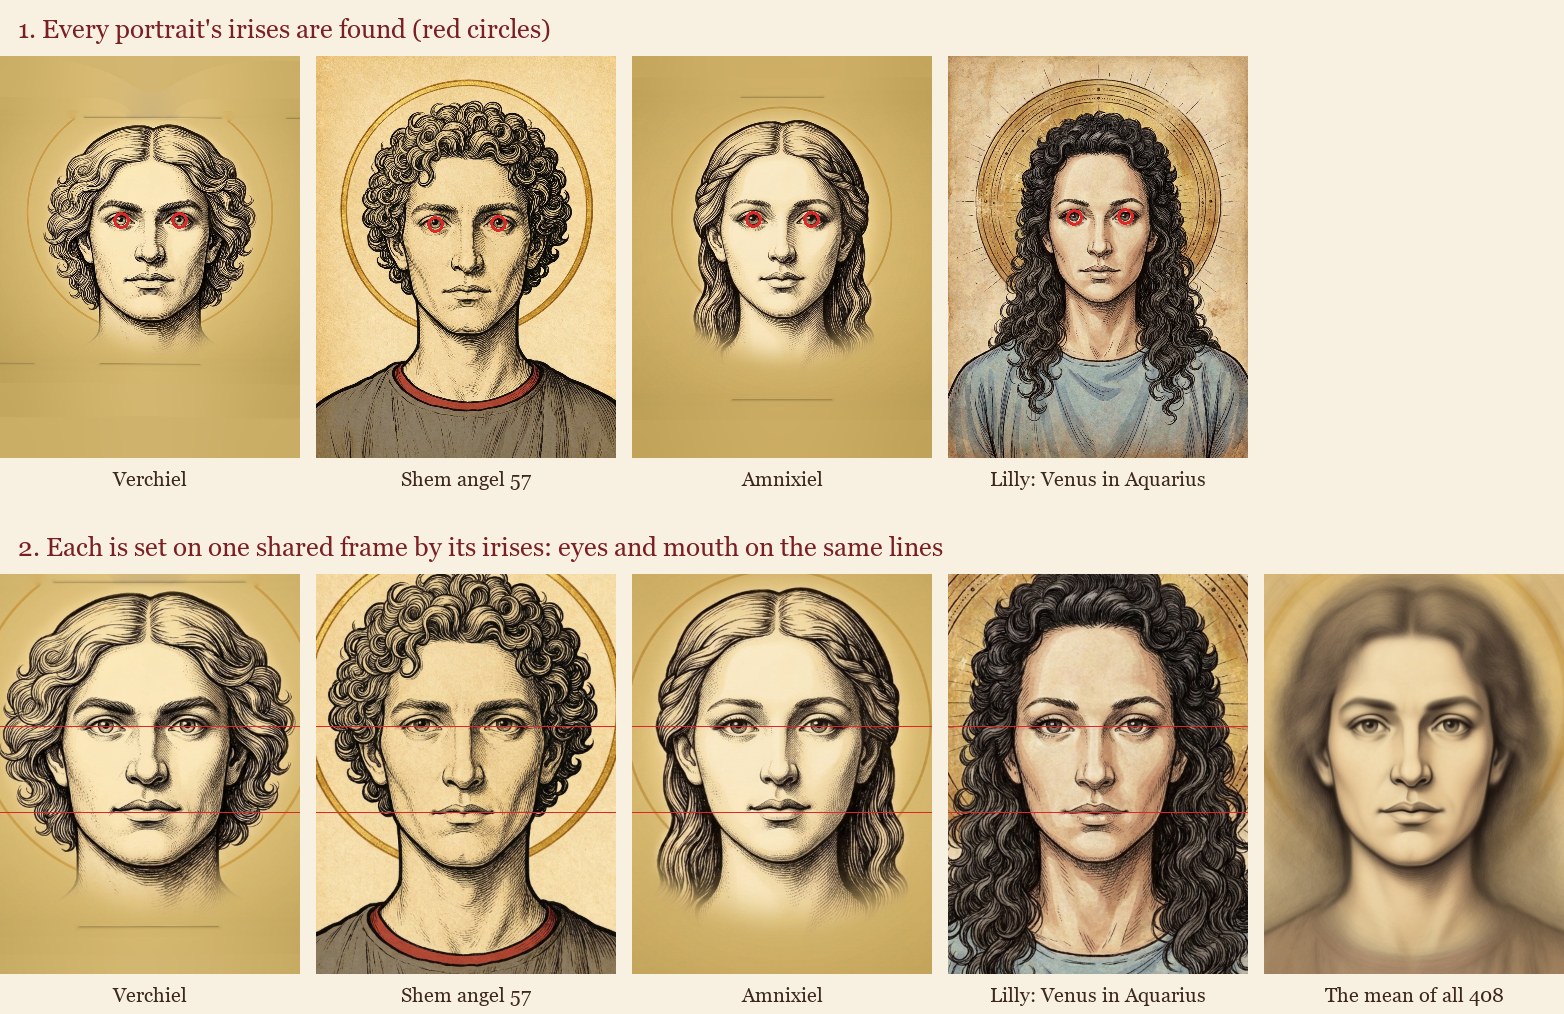 1. Every portrait's irises are found (red circles)
Verchiel
Shem angel 57
Amnixiel
Lilly: Venus in Aquarius
2. Each is set on one shared frame by its irises: eyes and mouth on the same lines
Verchiel
Shem angel 57
Amnixiel
Lilly: Venus in Aquarius
The mean of all 408